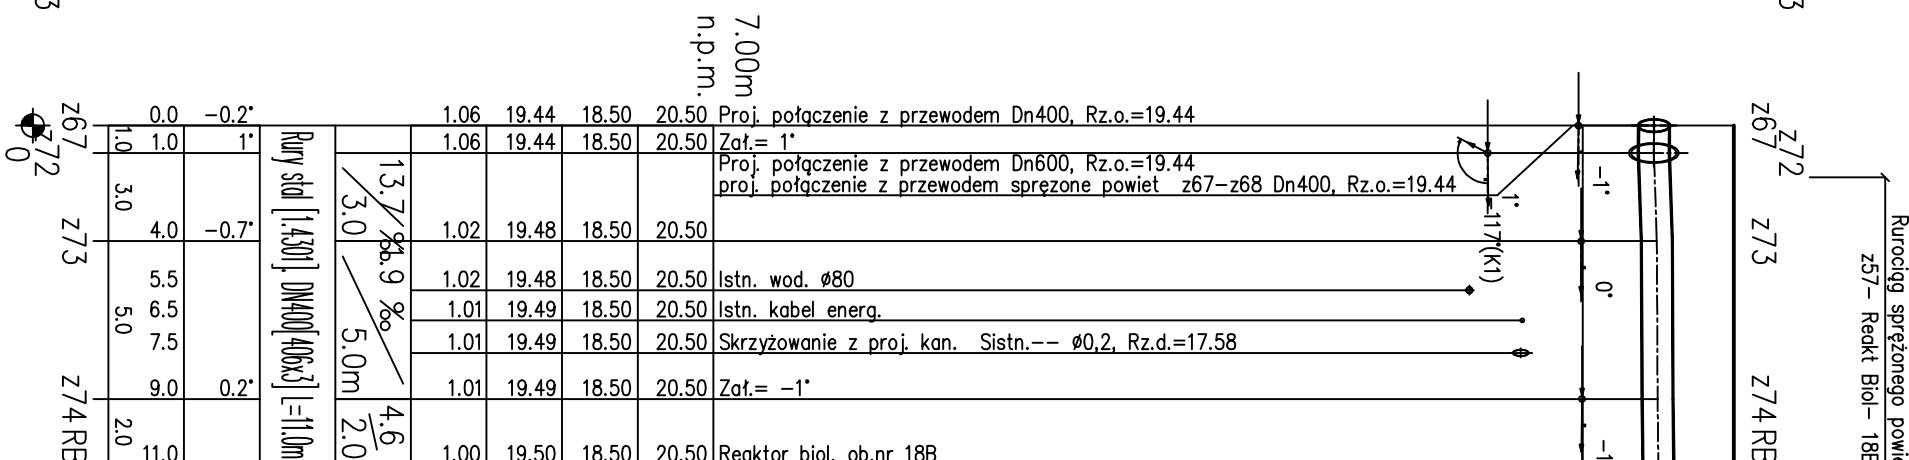 7.00m
n.p.m.
0.0 -0.2° 1.06 19.44 18.50 20.50 Proj. połączenie z przewodem Dn400, Rz.o.=19.44
1.0 1° 1.06 19.44 18.50 20.50 Zał.= 1°
Proj. połączenie z przewodem Dn600, Rz.o.=19.44
proj. połączenie z przewodem sprężone powiet z67-z68 Dn400, Rz.o.=19.44
4.0 -0.7° 1.02 19.48 18.50 20.50
5.5 1.02 19.48 18.50 20.50 Istn. wod. ø80
6.5 1.01 19.49 18.50 20.50 Istn. kabel energ.
7.5 1.01 19.49 18.50 20.50 Skrzyżowanie z proj. kan. Sistn.-- ø0,2, Rz.d.=17.58
9.0 0.2° 1.01 19.49 18.50 20.50 Zał.= -1°
11.0 1.00 19.50 18.50 20.50 Reaktor biol. ob.nr 18B
z67
z72
0
z73
z74 RB
1.0
3.0
5.0
2.0
Rury stal [1.4301], DN400[406x3] L=11.0m
13.7 ‰
3.0
1.9 ‰
5.0m
4.6
2.0
1°
117°(K1)
-1°
0°
-1
z67
z72
z73
z74 RB
Rurociąg sprężonego powie
z57- Reakt Biol- 18B